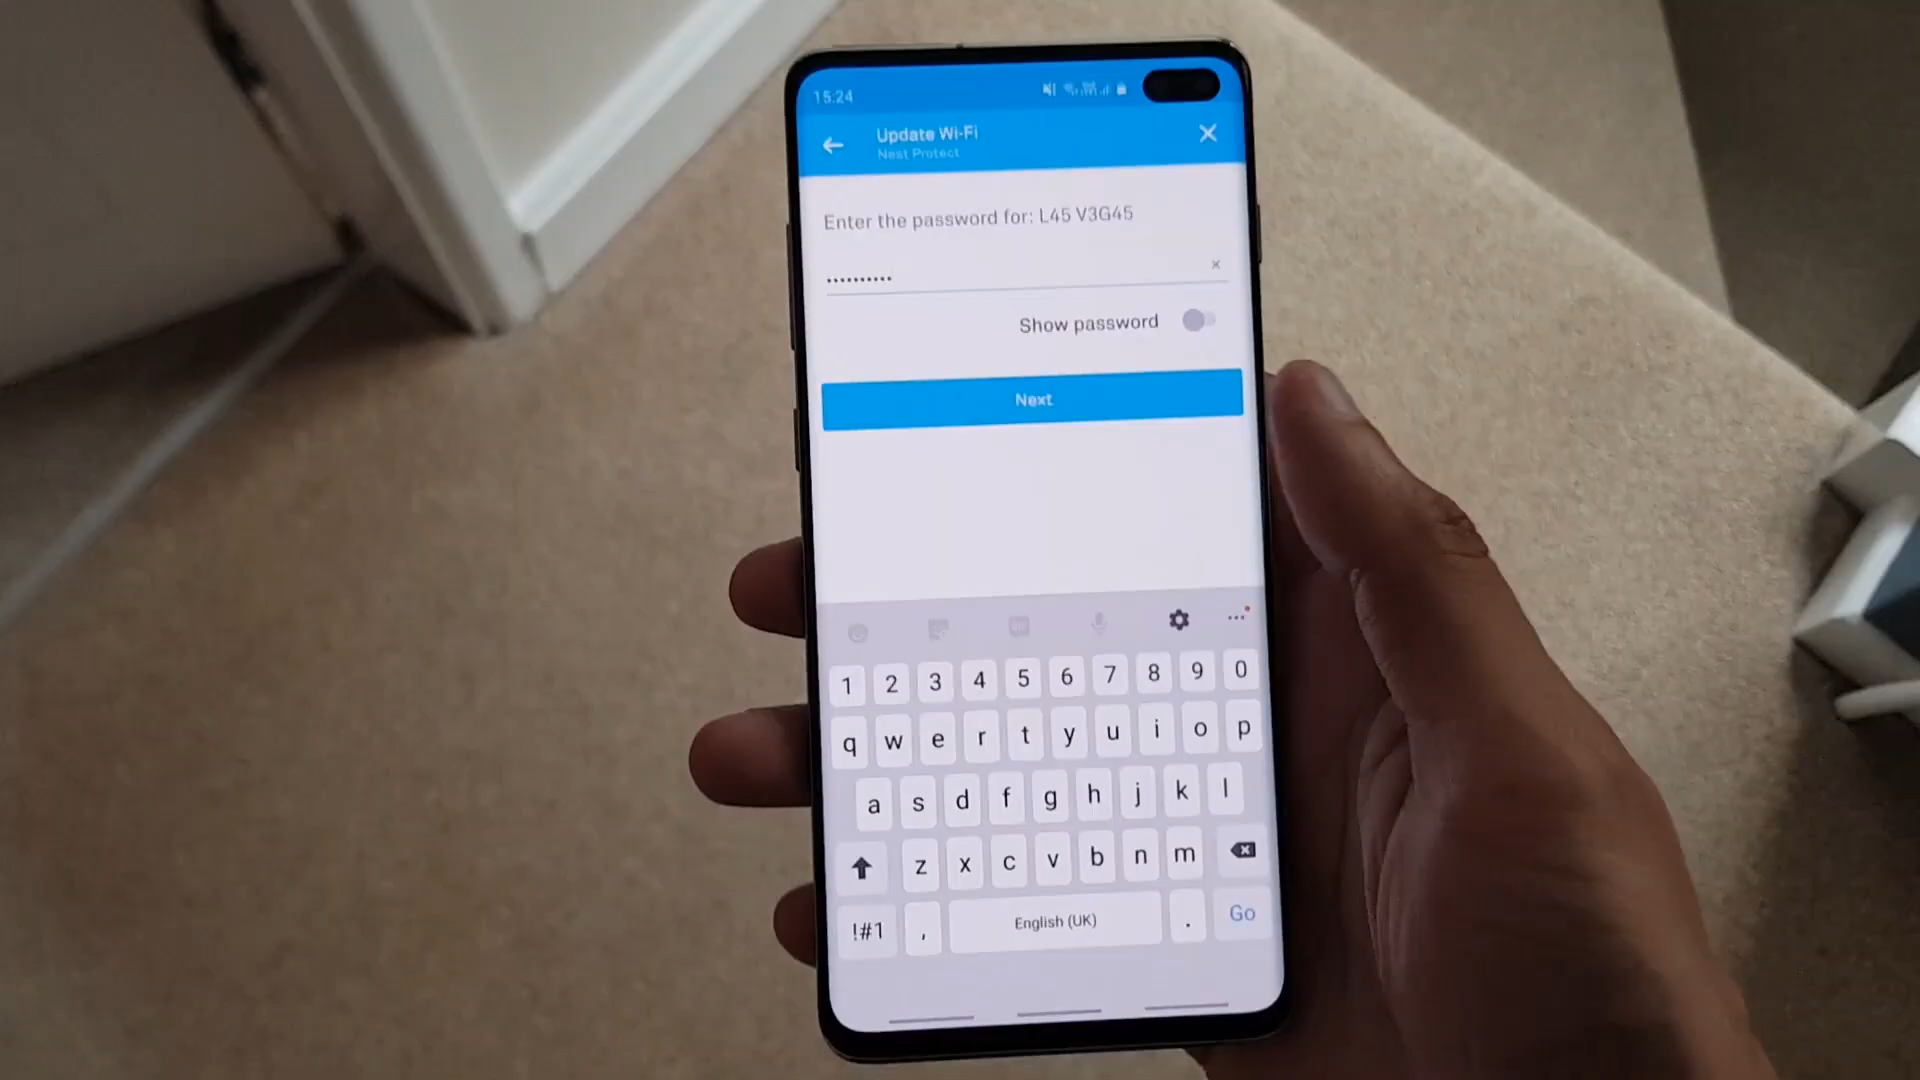 15:24
Update Wi-Fi
Nest Protect
Enter the password for: L45 V3G45
••••••••••
Show password
Next
1 2 3 4 5 6 7 8 9 0
q w e r t y u i o p
a s d f g h j k l
z x c v b n m
!#1 , English (UK) . Go